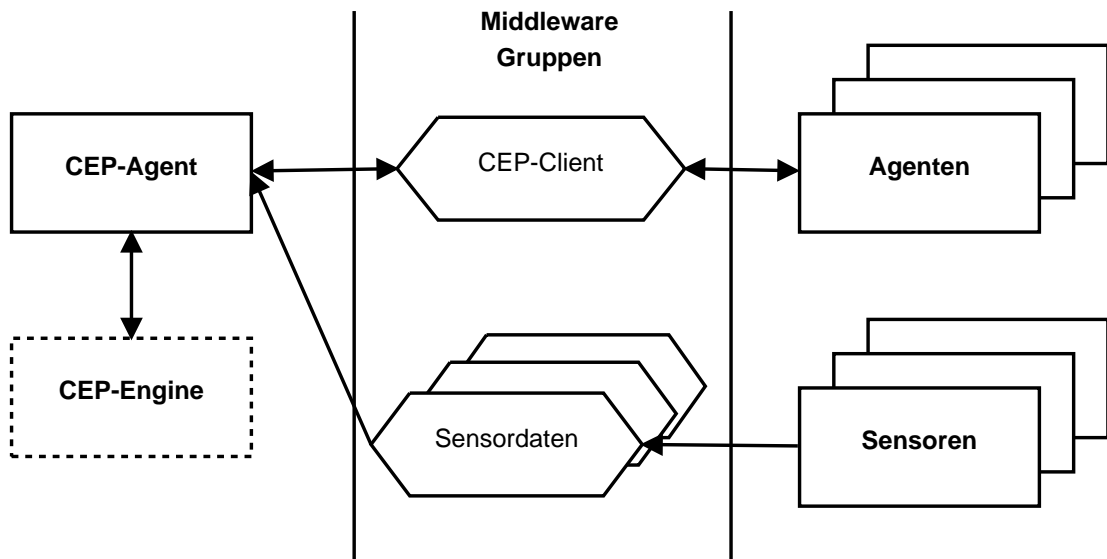 Middleware
Gruppen
CEP-Agent
CEP-Client
Agenten
CEP-Engine
Sensordaten
Sensoren